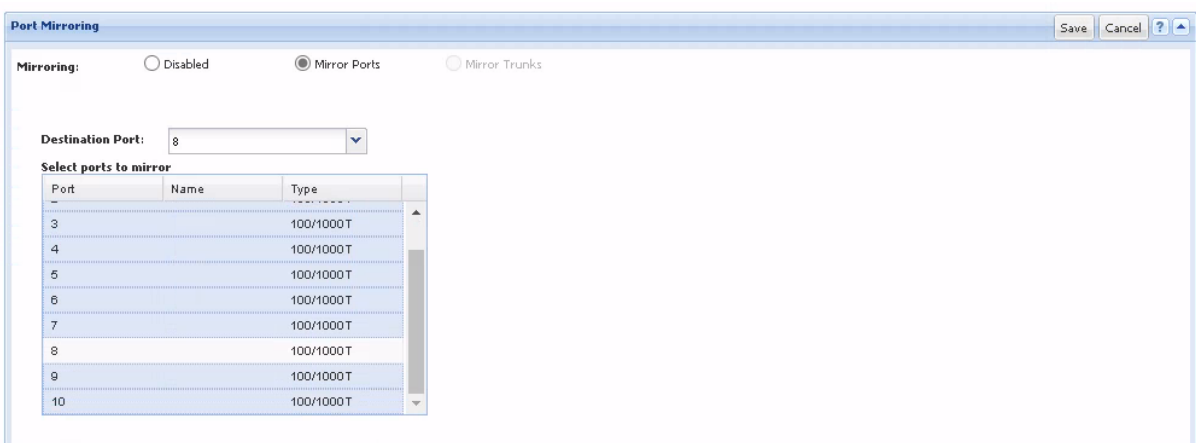 Port Mirroring Save Cancel ?
Mirroring: Disabled Mirror Ports Mirror Trunks
Destination Port: 8
Select ports to mirror
Port Name Type
3 100/1000T
4 100/1000T
5 100/1000T
6 100/1000T
7 100/1000T
8 100/1000T
9 100/1000T
10 100/1000T